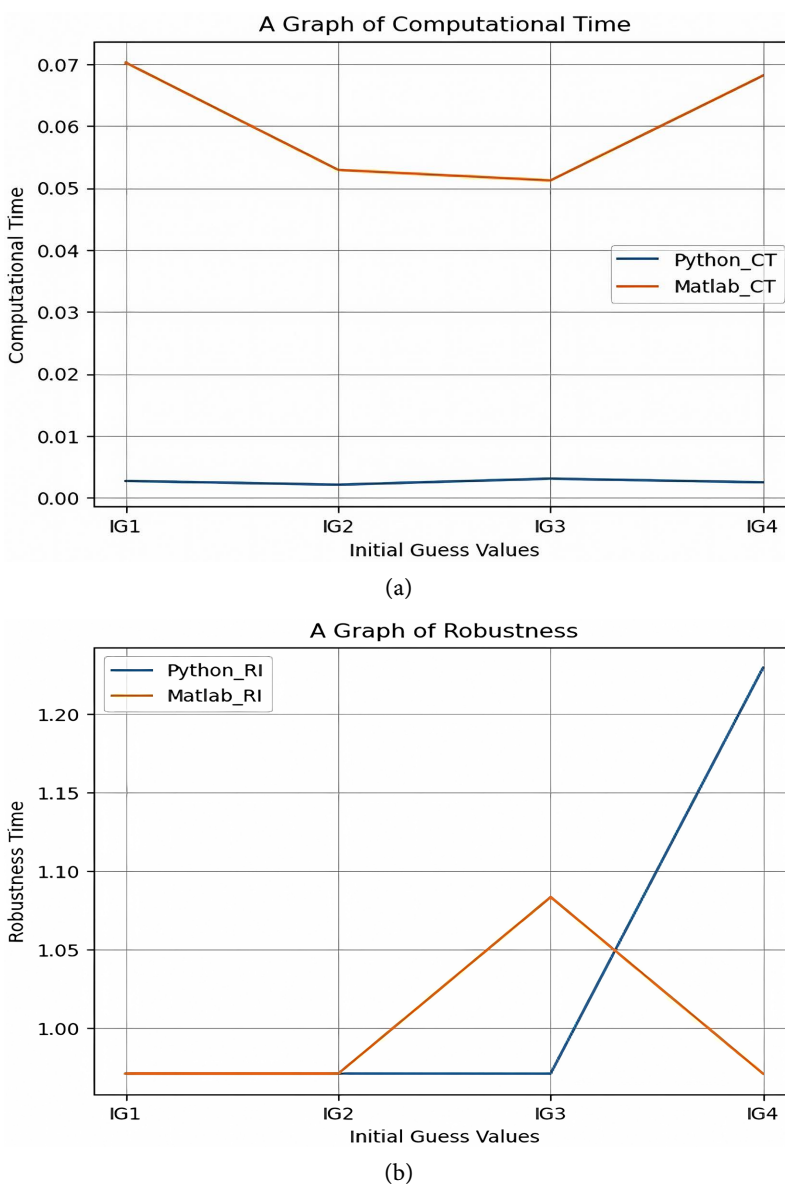 A Graph of Computational Time
0.07
0.06
0.05
0.04
0.03
0.02
0.01
0.00
Computational Time
Python_CT
Matlab_CT
IG1 IG2 IG3 IG4
Initial Guess Values
(a)
A Graph of Robustness
Python_RI
Matlab_RI
1.20
1.15
1.10
1.05
1.00
Robustness Time
IG1 IG2 IG3 IG4
Initial Guess Values
(b)